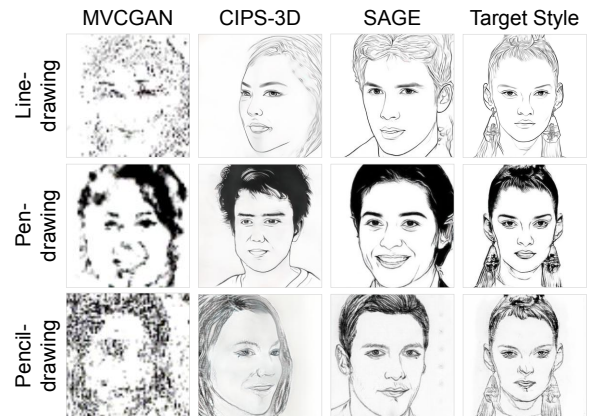 MVCGAN CIPS-3D SAGE Target Style
Line-
drawing
Pen-
drawing
Pencil-
drawing